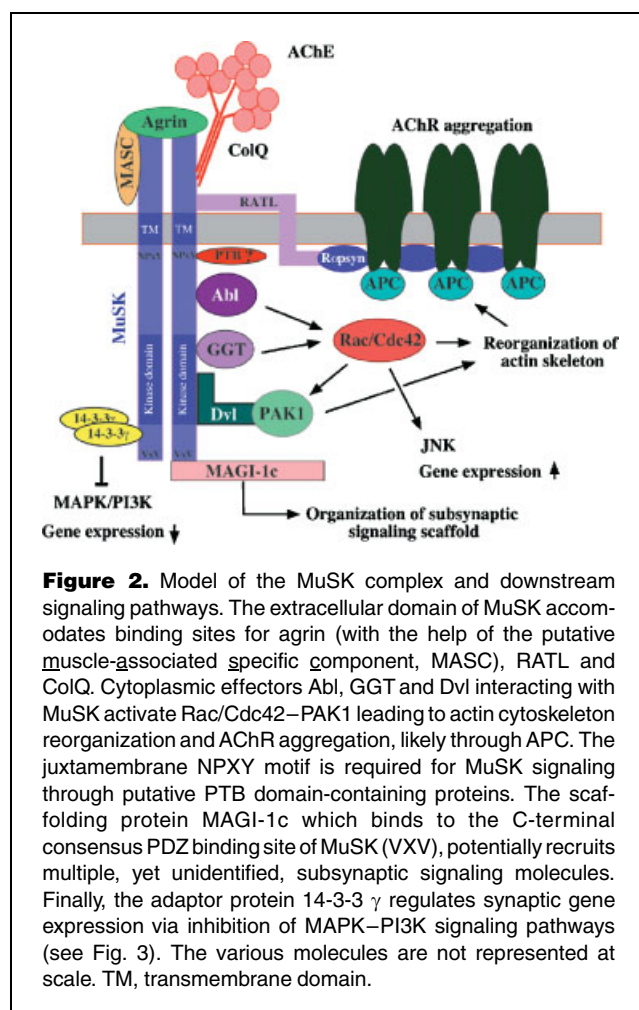 AChE
Agrin
AChR aggregation
MASC
ColQ
RATL
TM
TM
NPXY
NPXY
PTB ?
Ropsyn
APC
APC
APC
MuSK
Abl
GGT
Rac/Cdc42
Reorganization of
actin skeleton
Kinase domain
Kinase domain
Dvl
PAK1
14-3-3γ
14-3-3γ
VxV
VxV
JNK
Gene expression
MAGI-1c
MAPK/PI3K
Gene expression
Organization of subsynaptic
signaling scaffold
Figure 2. Model of the MuSK complex and downstream
signaling pathways. The extracellular domain of MuSK accom-
odates binding sites for agrin (with the help of the putative
muscle-associated specific component, MASC), RATL and
ColQ. Cytoplasmic effectors Abl, GGT and Dvl interacting with
MuSK activate Rac/Cdc42–PAK1 leading to actin cytoskeleton
reorganization and AChR aggregation, likely through APC. The
juxtamembrane NPXY motif is required for MuSK signaling
through putative PTB domain-containing proteins. The scaf-
folding protein MAGI-1c which binds to the C-terminal
consensus PDZ binding site of MuSK (VXV), potentially recruits
multiple, yet unidentified, subsynaptic signaling molecules.
Finally, the adaptor protein 14-3-3 γ regulates synaptic gene
expression via inhibition of MAPK–PI3K signaling pathways
(see Fig. 3). The various molecules are not represented at
scale. TM, transmembrane domain.